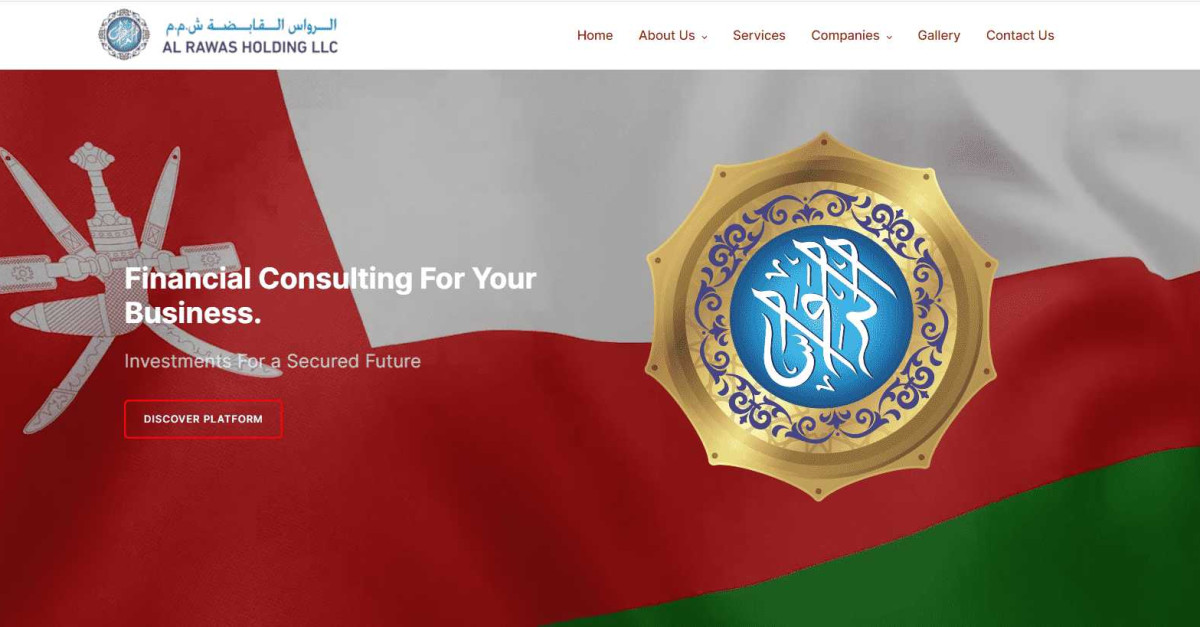 الرواس القابضة ش.م.م
AL RAWAS HOLDING LLC
Home
About Us
Services
Companies
Gallery
Contact Us
Financial Consulting For Your
Business.
Investments For a Secured Future
DISCOVER PLATFORM
الرواس